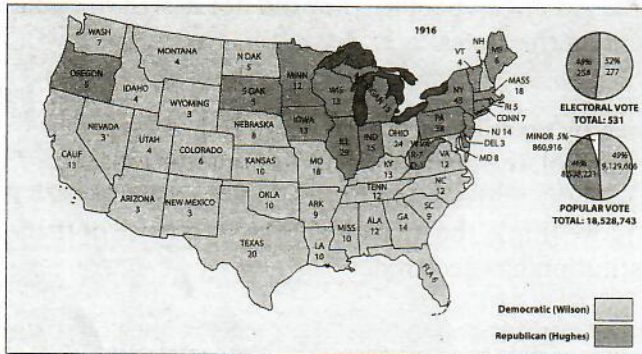 1916
WASH
7
OREGON
5
CALIF
13
NEVADA
3
IDAHO
4
MONTANA
4
WYOMING
3
UTAH
4
COLORADO
6
ARIZONA
3
NEW MEXICO
3
N DAK
5
S DAK
5
NEBRASKA
8
KANSAS
10
OKLA
10
TEXAS
20
MINN
12
IOWA
13
MO
18
ARK
9
LA
10
WIS
13
ILL
29
IND
15
OHIO
24
KY
13
TENN
12
MISS
10
ALA
12
GA
14
FLA 6
SC
9
NC
12
VA
12
PA
38
NY
45
VT
4
NH
4
ME
6
MASS
18
RI 5
CONN 7
NJ 14
DEL 3
MD 8
48%
254
52%
277
ELECTORAL VOTE
TOTAL: 531
MINOR 5%
860,916
46%
49%
9,129,606
POPULAR VOTE
TOTAL: 18,528,743
Democratic (Wilson)
Republican (Hughes)